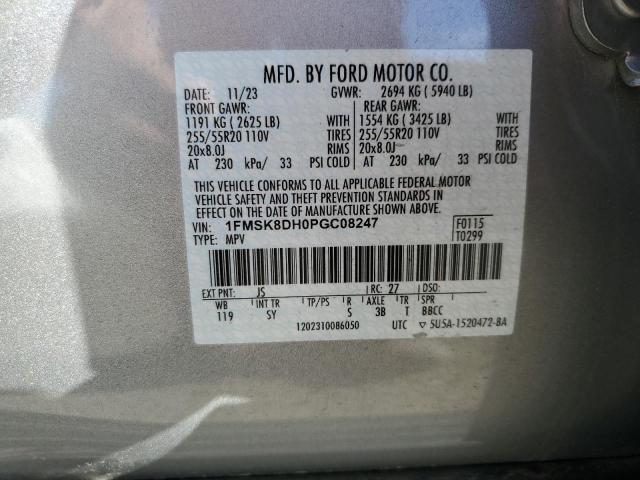 MFD. BY FORD MOTOR CO.
DATE: 11/23 GVWR: 2694 KG ( 5940 LB)
FRONT GAWR: REAR GAWR:
1191 KG ( 2625 LB) WITH 1554 KG ( 3425 LB) WITH
255/55R20 110V TIRES 255/55R20 110V TIRES
20x8.0J RIMS 20x8.0J RIMS
AT 230 kPa/ 33 PSI COLD AT 230 kPa/ 33 PSI COLD
THIS VEHICLE CONFORMS TO ALL APPLICABLE FEDERAL MOTOR
VEHICLE SAFETY AND THEFT PREVENTION STANDARDS IN
EFFECT ON THE DATE OF MANUFACTURE SHOWN ABOVE.
VIN: 1FMSK8DH0PGC08247 F0115
TYPE: MPV T0299
EXT PNT: JS RC: 27 DSO:
WB INT TR TP/PS R AXLE TR SPR
119 SY S 3B T BBCC
1202310086050 UTC ▽ 5U5A-1520472-BA